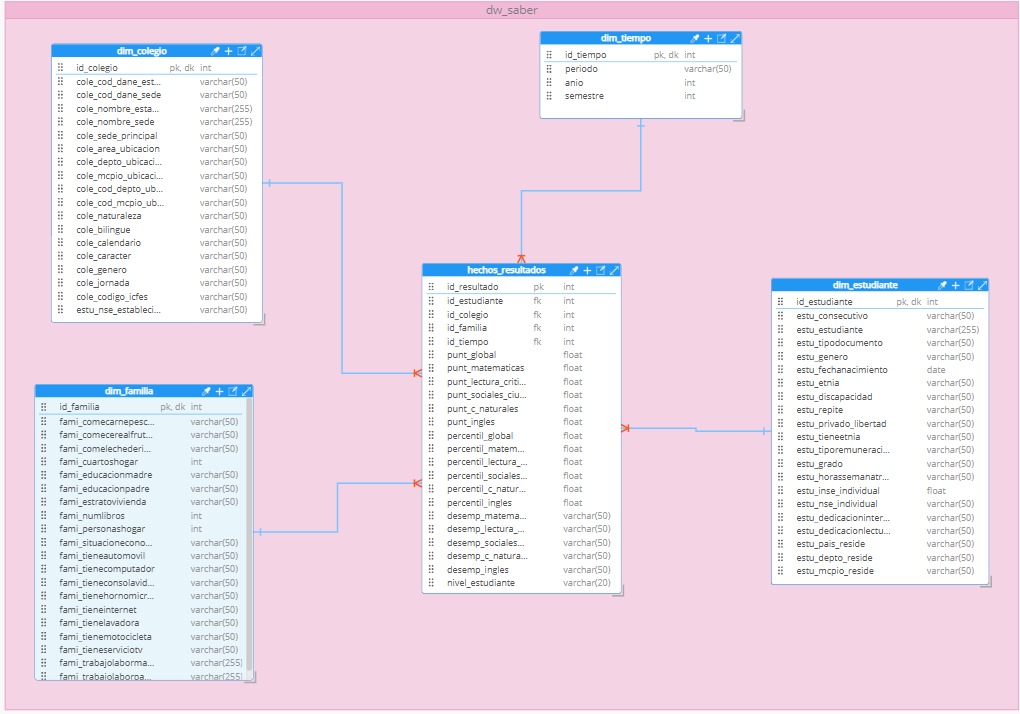 dw_saber
dim_colegio
id_colegio pk, dk int
cole_cod_dane_est... varchar(50)
cole_cod_dane_sede varchar(50)
cole_nombre_esta... varchar(255)
cole_nombre_sede varchar(255)
cole_sede_principal varchar(50)
cole_area_ubicacion varchar(50)
cole_depto_ubicaci... varchar(50)
cole_mcpio_ubicaci... varchar(50)
cole_cod_depto_ub... varchar(50)
cole_cod_mcpio_ub... varchar(50)
cole_naturaleza varchar(50)
cole_bilingue varchar(50)
cole_calendario varchar(50)
cole_caracter varchar(50)
cole_genero varchar(50)
cole_jornada varchar(50)
cole_codigo_icfes varchar(50)
estu_nse_estableci... varchar(50)
dim_tiempo
id_tiempo pk, dk int
periodo varchar(50)
anio int
semestre int
hechos_resultados
id_resultado pk int
id_estudiante fk int
id_colegio fk int
id_familia fk int
id_tiempo fk int
punt_global float
punt_matematicas float
punt_lectura_criti... float
punt_sociales_ciu... float
punt_c_naturales float
punt_ingles float
percentil_global float
percentil_matem... float
percentil_lectura_... float
percentil_sociales... float
percentil_c_natur... float
percentil_ingles float
desemp_matema... varchar(50)
desemp_lectura_... varchar(50)
desemp_sociales... varchar(50)
desemp_c_natura... varchar(50)
desemp_ingles varchar(50)
nivel_estudiante varchar(20)
dim_estudiante
id_estudiante pk, dk int
estu_consecutivo varchar(50)
estu_estudiante varchar(255)
estu_tipodocumento varchar(50)
estu_genero varchar(50)
estu_fechanacimiento date
estu_etnia varchar(50)
estu_discapacidad varchar(50)
estu_repite varchar(50)
estu_privado_libertad varchar(50)
estu_tieneetnia varchar(50)
estu_tiporemuneraci... varchar(50)
estu_grado varchar(50)
estu_horassemanatr... varchar(50)
estu_inse_individual float
estu_nse_individual varchar(50)
estu_dedicacioninter... varchar(50)
estu_dedicacionlectu... varchar(50)
estu_pais_reside varchar(50)
estu_depto_reside varchar(50)
estu_mcpio_reside varchar(50)
dim_familia
id_familia pk, dk int
fami_comecarnepesc... varchar(50)
fami_comecerealfrut... varchar(50)
fami_comelechederi... varchar(50)
fami_cuartoshogar int
fami_educacionmadre varchar(50)
fami_educacionpadre varchar(50)
fami_estratovivienda varchar(50)
fami_numlibros int
fami_personashogar int
fami_situacionecono... varchar(50)
fami_tieneautomovil varchar(50)
fami_tienecomputador varchar(50)
fami_tieneconsolavid... varchar(50)
fami_tienehornomicr... varchar(50)
fami_tieneinternet varchar(50)
fami_tienelavadora varchar(50)
fami_tienemotocicleta varchar(50)
fami_tieneserviciotv varchar(50)
fami_trabajolaborma... varchar(255)
fami_trabajolaborpa... varchar(255)